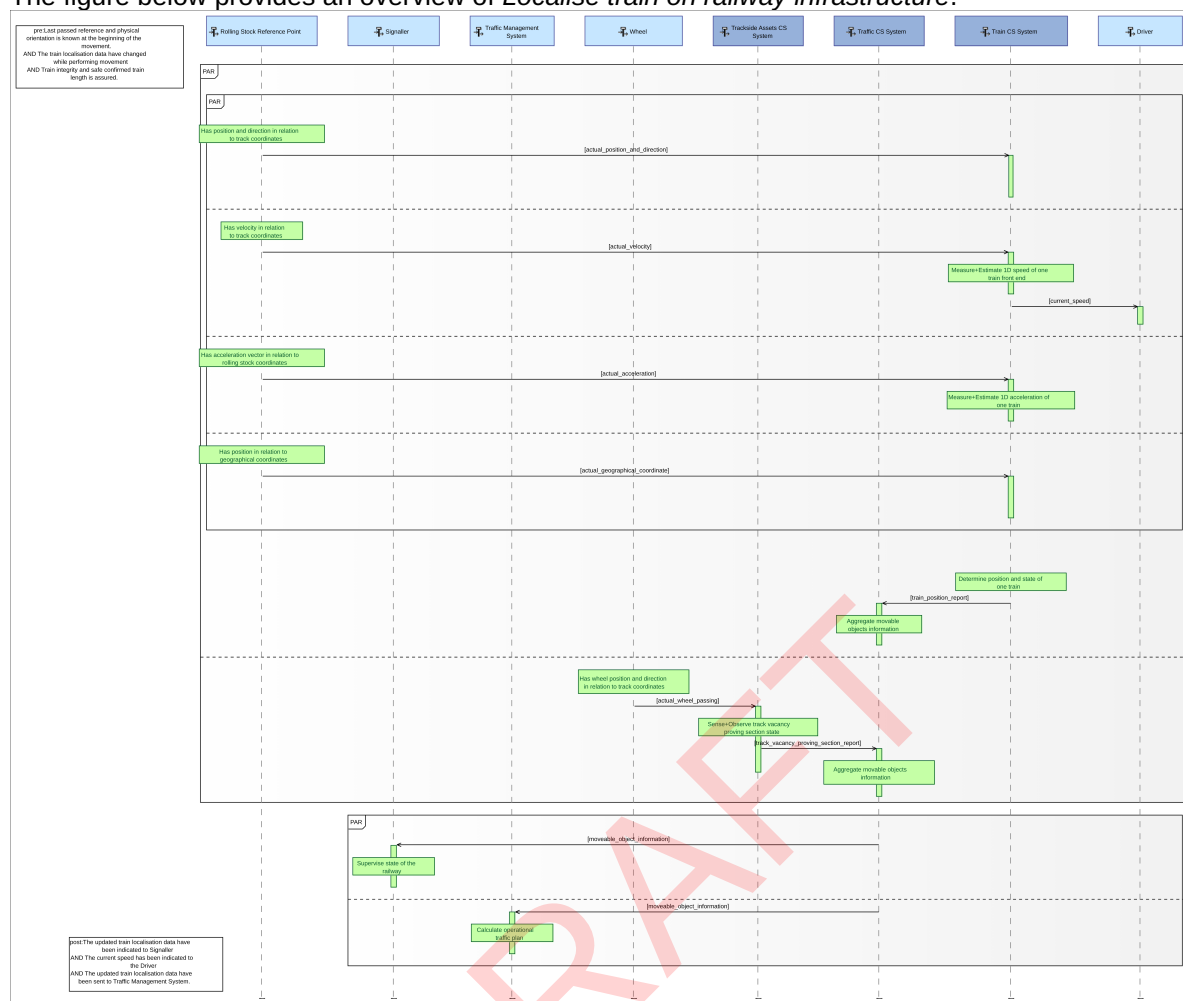 The figure below provides an overview of Localise train on railway infrastructure.
pre:Last passed reference and physical
orientation is known at the beginning of the
movement.
AND The train localisation data have changed
while performing movement
AND Train integrity and safe confirmed train
length is assured.
Rolling Stock Reference Point
Signaller
Traffic Management
System
Wheel
Trackside Assets CS
System
Traffic CS System
Train CS System
Driver
PAR
PAR
Has position and direction in relation
to track coordinates
[actual_position_and_direction]
Has velocity in relation
to track coordinates
[actual_velocity]
Measure+Estimate 1D speed of one
train front end
[current_speed]
Has acceleration vector in relation to
rolling stock coordinates
[actual_acceleration]
Measure+Estimate 1D acceleration of
one train
Has position in relation to
geographical coordinates
[actual_geographical_coordinate]
Determine position and state of
one train
[train_position_report]
Aggregate movable
objects information
Has wheel position and direction
in relation to track coordinates
[actual_wheel_passing]
Sense+Observe track vacancy
proving section state
[track_vacancy_proving_section_report]
Aggregate movable objects
information
PAR
[moveable_object_information]
Supervise state of the
railway
[moveable_object_information]
Calculate operational
traffic plan
post:The updated train localisation data have
been indicated to Signaller
AND The current speed has been indicated to
the Driver
AND The updated train localisation data have
been sent to Traffic Management System.
RAFT